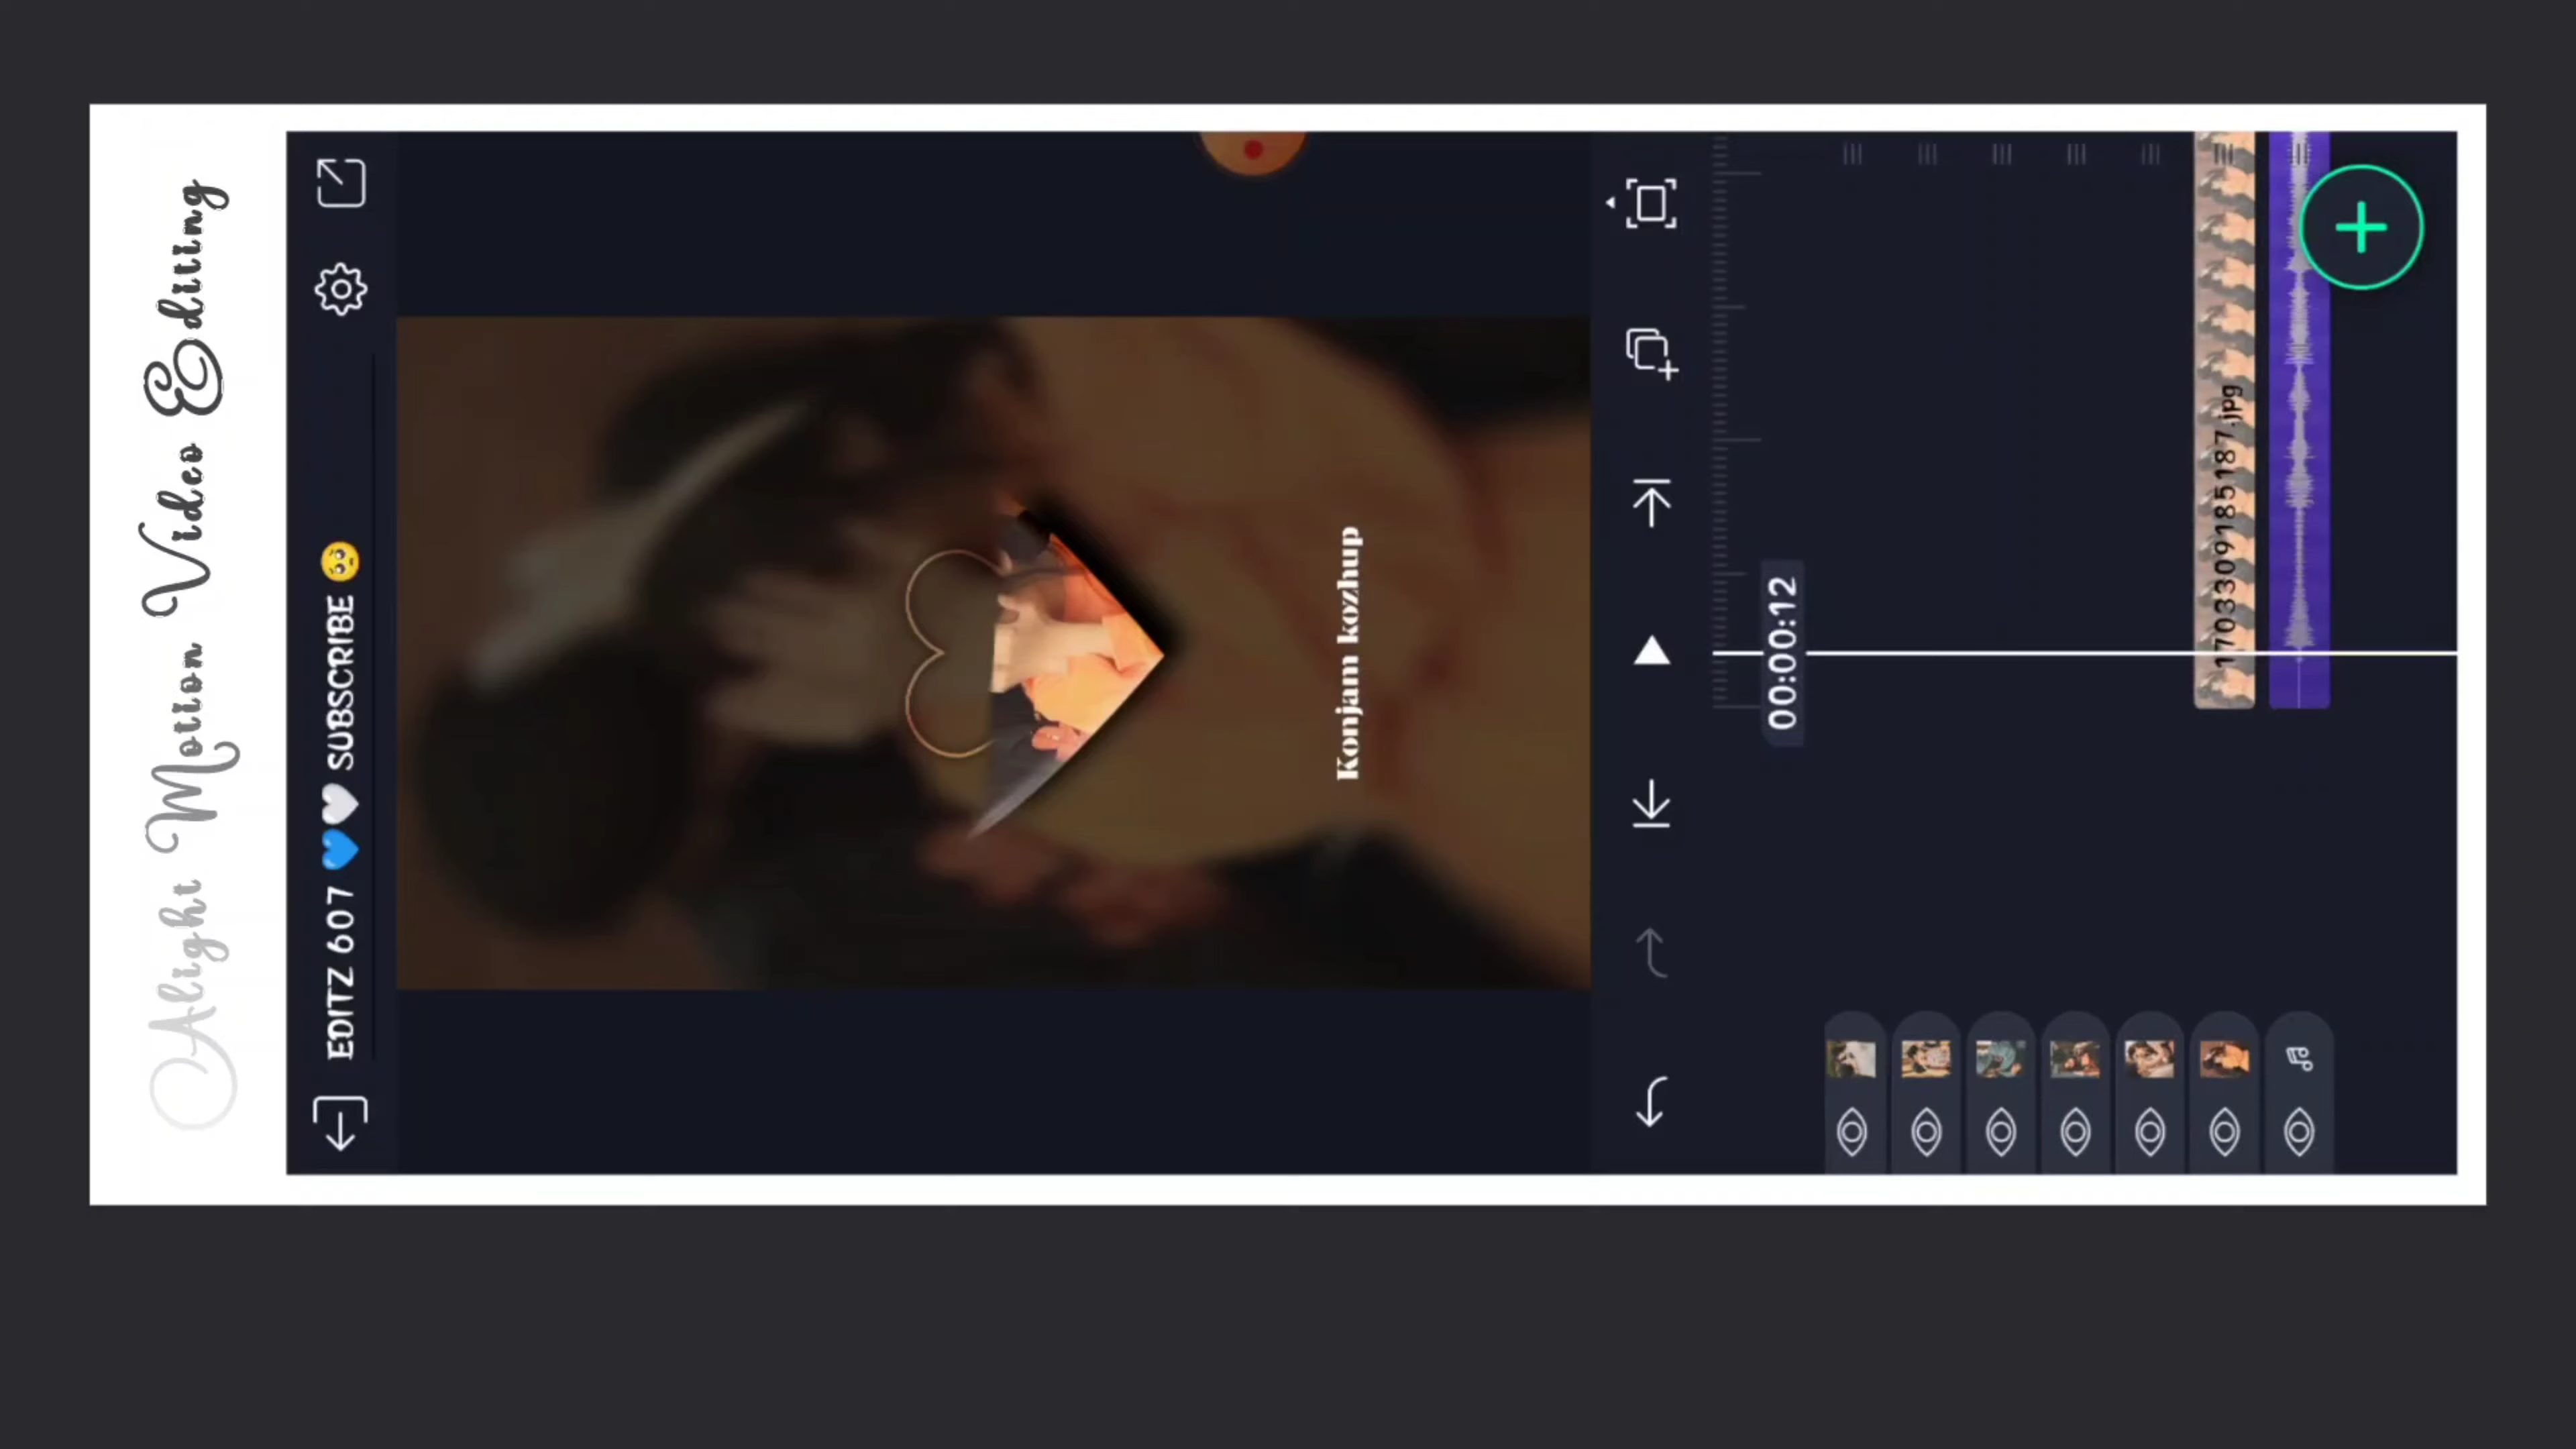 Alight Motion Video Editing
EDITZ 607 💙🤍 SUBSCRIBE 🥺
Konjam kozhup
00:00:12
1703309185187.jpg